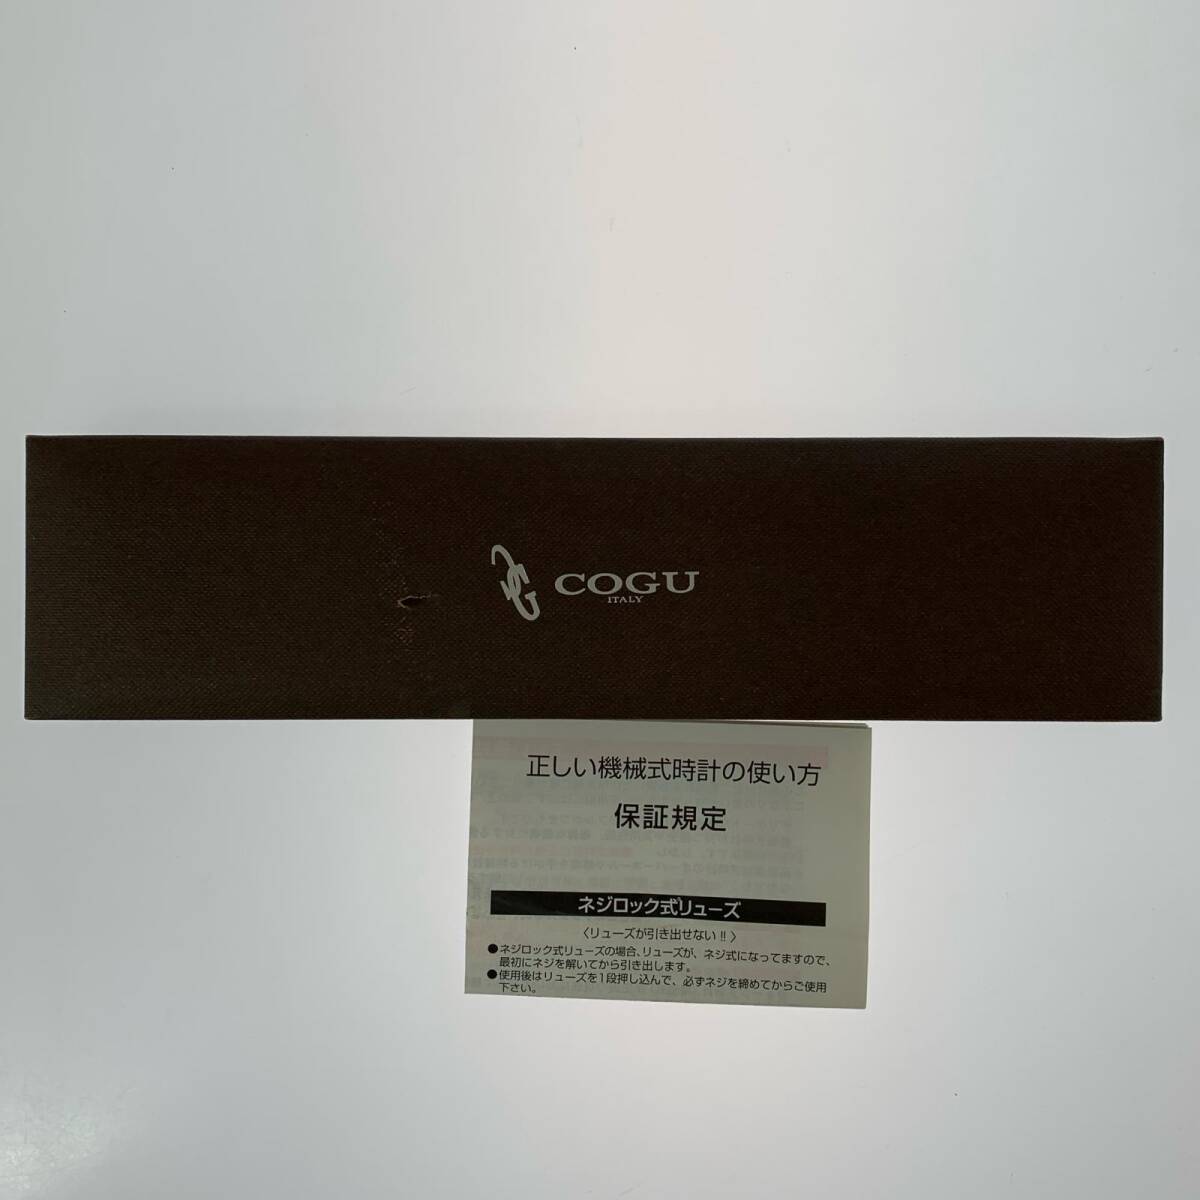 COGU
ITALY
正しい機械式時計の使い方
保証規定
ネジロック式リューズ
〈リューズが引き出せない!!〉
●ネジロック式リューズの場合、リューズが、ネジ式になってますので、
最初にネジを解いてから引き出します。
●使用後はリューズを1段押し込んで、必ずネジを締めてからご使用
下さい。